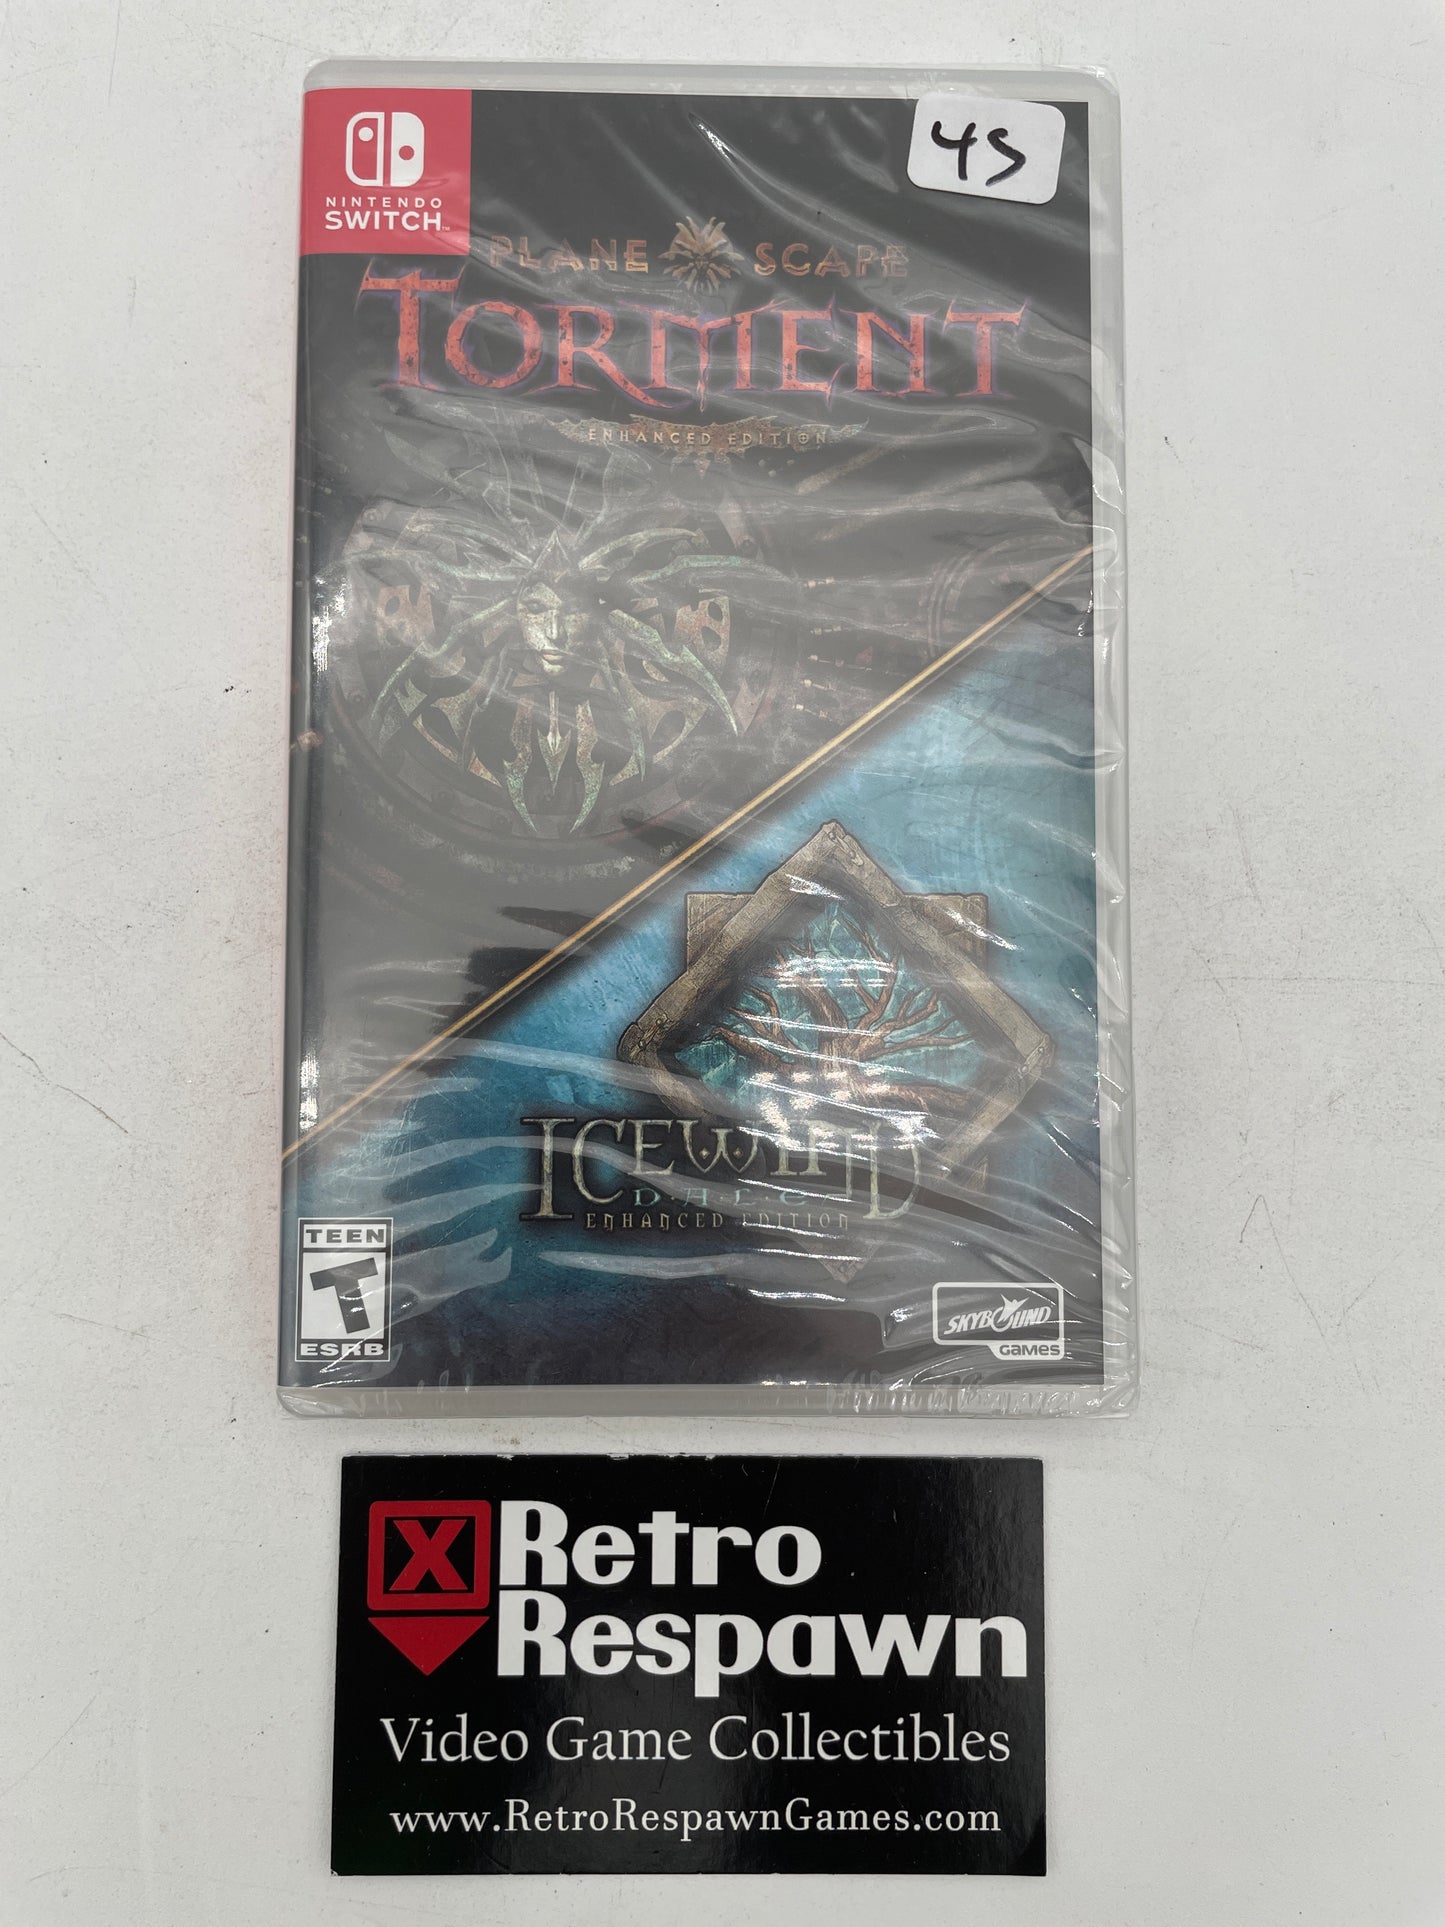 45
NINTENDO
SWITCH™
PLANE SCAPE
TORMENT
ENHANCED EDITION
ICEWIND
DALE
ENHANCED EDITION
TEEN
T
ESRB
SKYBOUND
GAMES
X Retro
Respawn
Video Game Collectibles
www.RetroRespawnGames.com